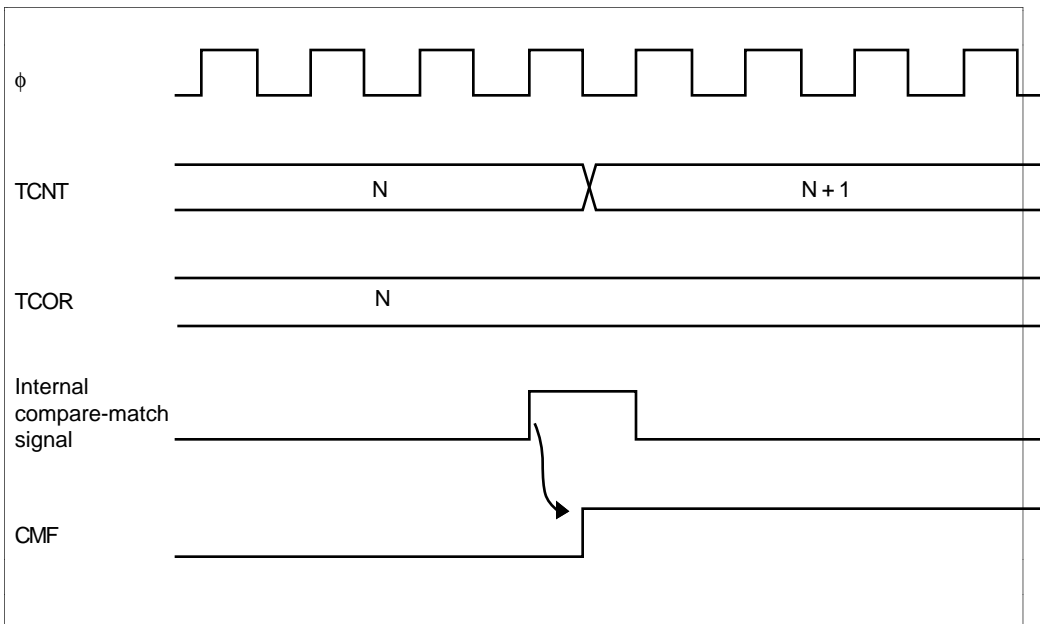 ϕ
TCNT
N
N + 1
TCOR
N
Internal
compare-match
signal
CMF